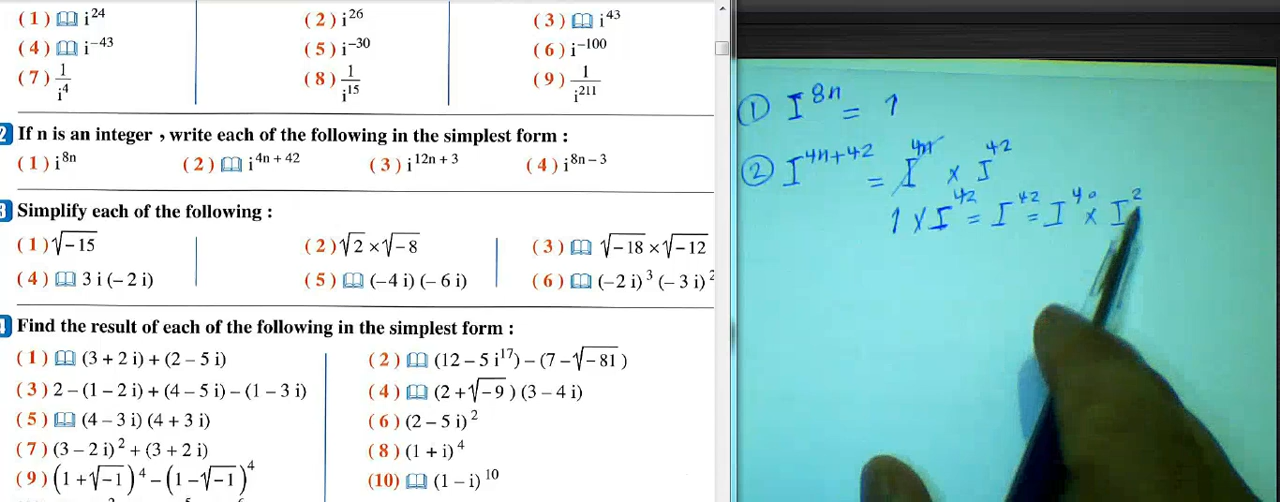 (1) i^24 (2) i^26 (3) i^43
(4) i^-43 (5) i^-30 (6) i^-100
(7) 1/i^4 (8) 1/i^15 (9) 1/i^211
2 If n is an integer , write each of the following in the simplest form :
(1) i^8n (2) i^4n + 42 (3) i^12n + 3 (4) i^8n – 3
3 Simplify each of the following :
(1) √–15 (2) √2 × √–8 (3) √–18 × √–12
(4) 3 i (– 2 i) (5) (– 4 i) (– 6 i) (6) (– 2 i)^3 (– 3 i)^2
4 Find the result of each of the following in the simplest form :
(1) (3 + 2 i) + (2 – 5 i) (2) (12 – 5 i^17) – (7 – √–81)
(3) 2 – (1 – 2 i) + (4 – 5 i) – (1 – 3 i) (4) (2 + √–9) (3 – 4 i)
(5) (4 – 3 i) (4 + 3 i) (6) (2 – 5 i)^2
(7) (3 – 2 i)^2 + (3 + 2 i) (8) (1 + i)^4
(9) (1 + √–1)^4 – (1 – √–1)^4 (10) (1 – i)^10
① I^8n = 1
② I^4n+42 = I^4n × I^42
1 × I^42 = I^42 = I^40 × I^2